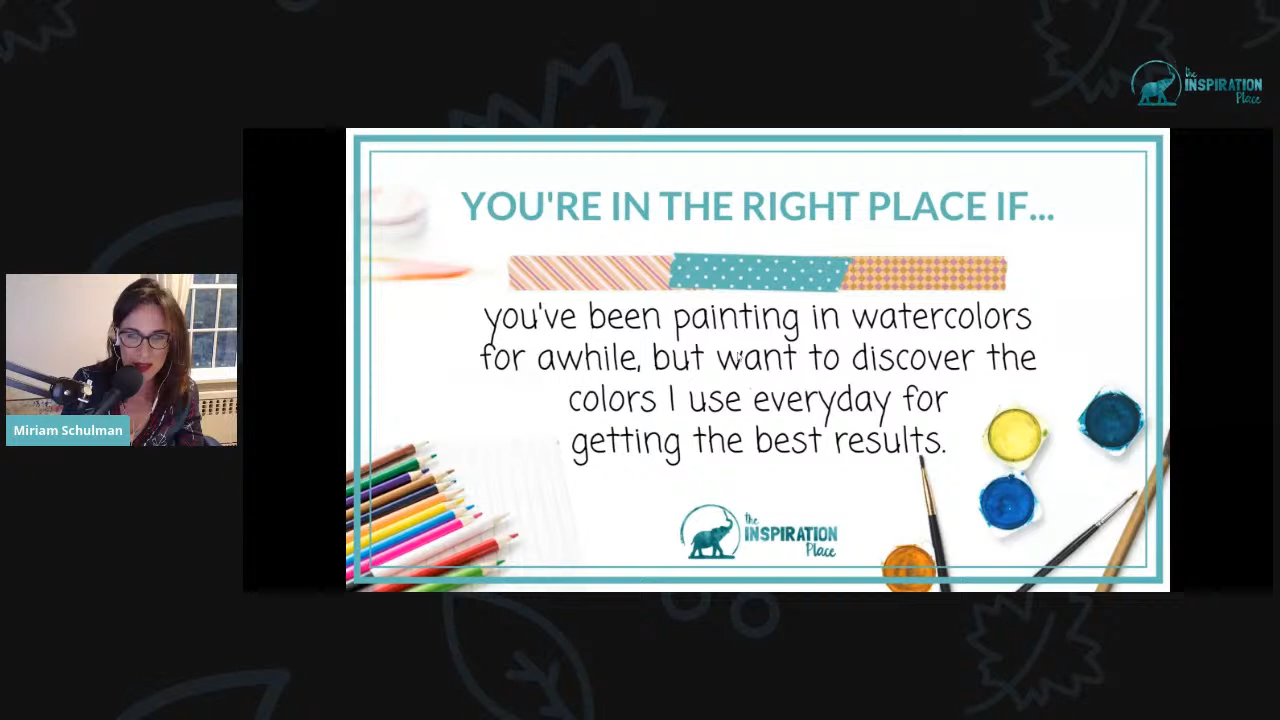 the
INSPIRATION
Place
YOU'RE IN THE RIGHT PLACE IF...
you've been painting in watercolors
for awhile, but want to discover the
colors I use everyday for
getting the best results.
Miriam Schulman
the
INSPIRATION
Place